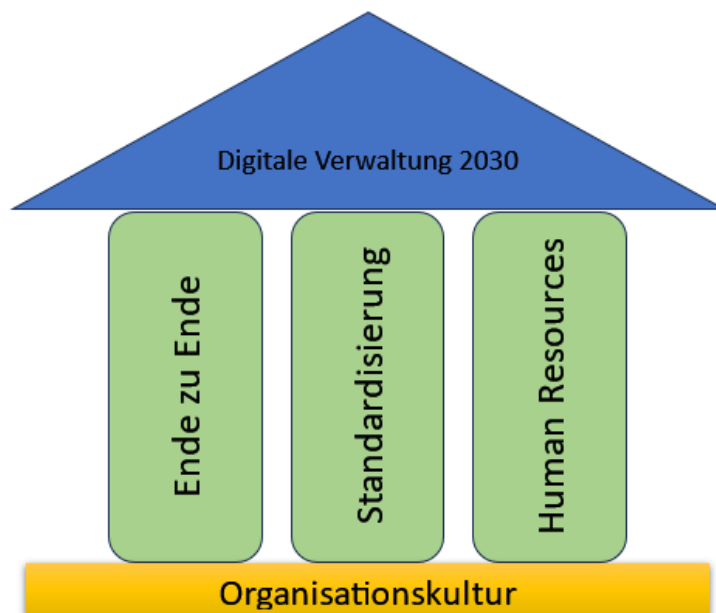 Digitale Verwaltung 2030
Ende zu Ende
Standardisierung
Human Resources
Organisationskultur